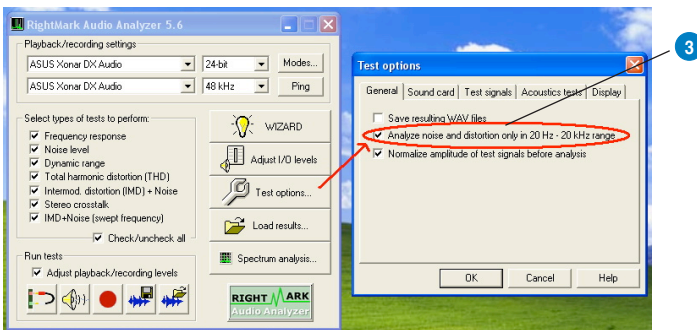 RightMark Audio Analyzer 5.6
Playback/recording settings
ASUS Xonar DX Audio
24-bit
Modes...
ASUS Xonar DX Audio
48 kHz
Ping
Select types of tests to perform:
Frequency response
Noise level
Dynamic range
Total harmonic distortion (THD)
Intermod. distortion (IMD) + Noise
Stereo crosstalk
IMD+Noise (swept frequency)
Check/uncheck all
WIZARD
Adjust I/O levels
Test options...
Load results...
Spectrum analysis...
Run tests
Adjust playback/recording levels
RIGHT MARK
Audio Analyzer
3
Test options
General
Sound card
Test signals
Acoustics tests
Display
Save resulting WAV files
Analyze noise and distortion only in 20 Hz - 20 kHz range
Normalize amplitude of test signals before analysis
OK
Cancel
Help